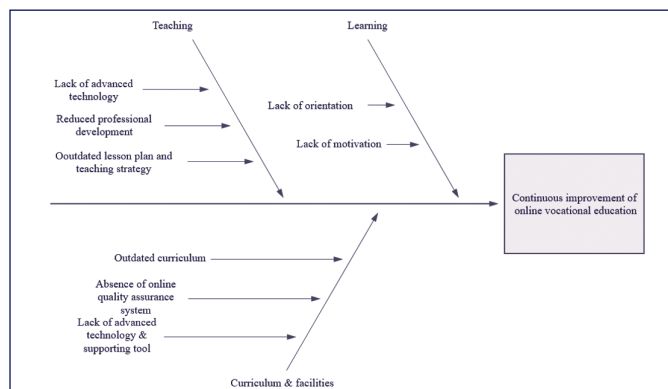 Teaching
Learning
Lack of advanced
technology
Reduced professional
development
Ooutdated lesson plan and
teaching strategy
Lack of orientation
Lack of motivation
Continuous improvement of
online vocational education
Outdated curriculum
Absence of online
quality assurance
system
Lack of advanced
technology &
supporting tool
Curriculum & facilities